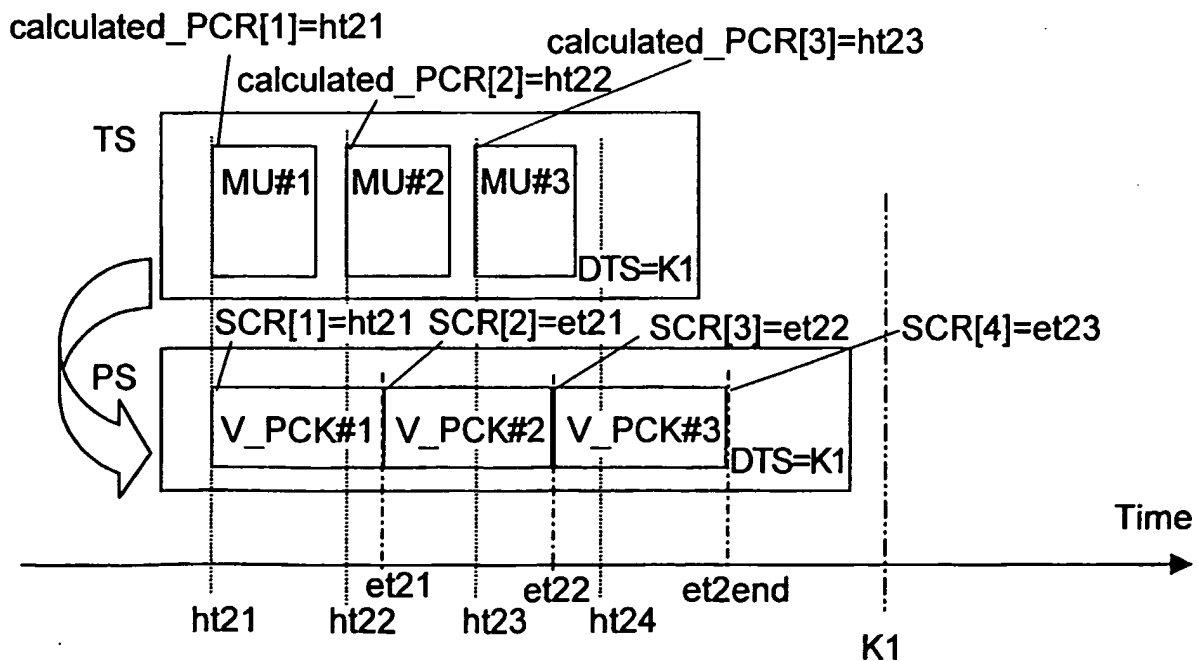 calculated_PCR[1]=ht21
calculated_PCR[3]=ht23
calculated_PCR[2]=ht22
TS
MU#1 MU#2 MU#3
DTS=K1
SCR[1]=ht21 SCR[2]=et21 SCR[3]=et22 SCR[4]=et23
PS
V_PCK#1 V_PCK#2 V_PCK#3
DTS=K1
Time
et21 et22 et2end
ht21 ht22 ht23 ht24
K1